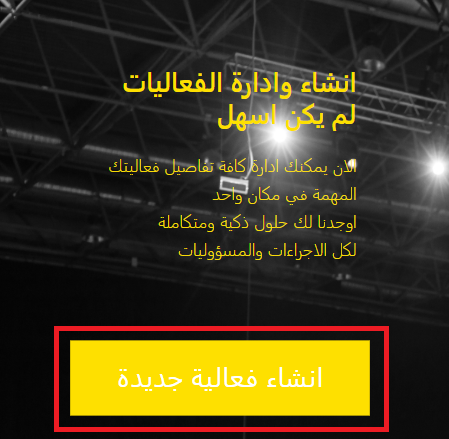 انشاء وادارة الفعاليات
لم يكن اسهل
الان يمكنك ادارة كافة تفاصيل فعاليتك
المهمة في مكان واحد
اوجدنا لك حلول ذكية ومتكاملة
لكل الاجراءات والمسؤوليات
انشاء فعالية جديدة